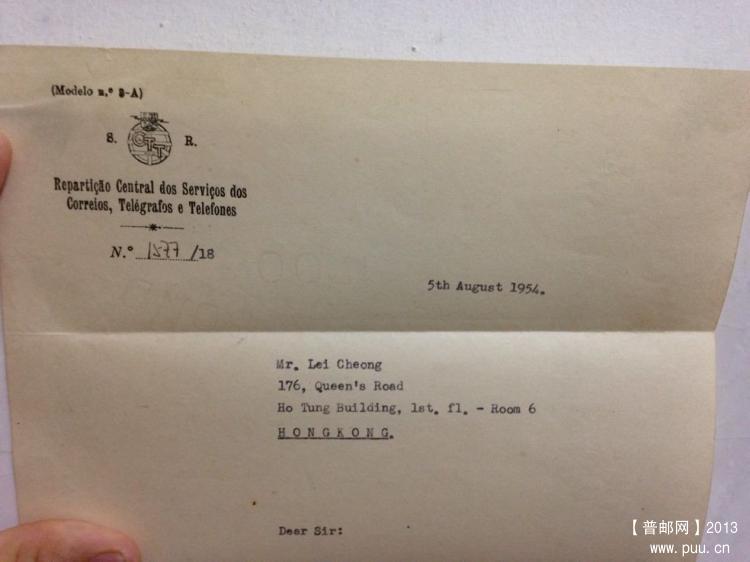 (Modelo n.º 3-A)
S. CTT R.
Repartição Central dos Serviços dos
Correios, Telégrafos e Telefones
N.º 1577 /18
5th August 1954.
Mr. Lei Cheong
176, Queen's Road
Ho Tung Building, 1st. fl. - Room 6
HONGKONG.
Dear Sir:
【普邮网】2013
www.puu.cn